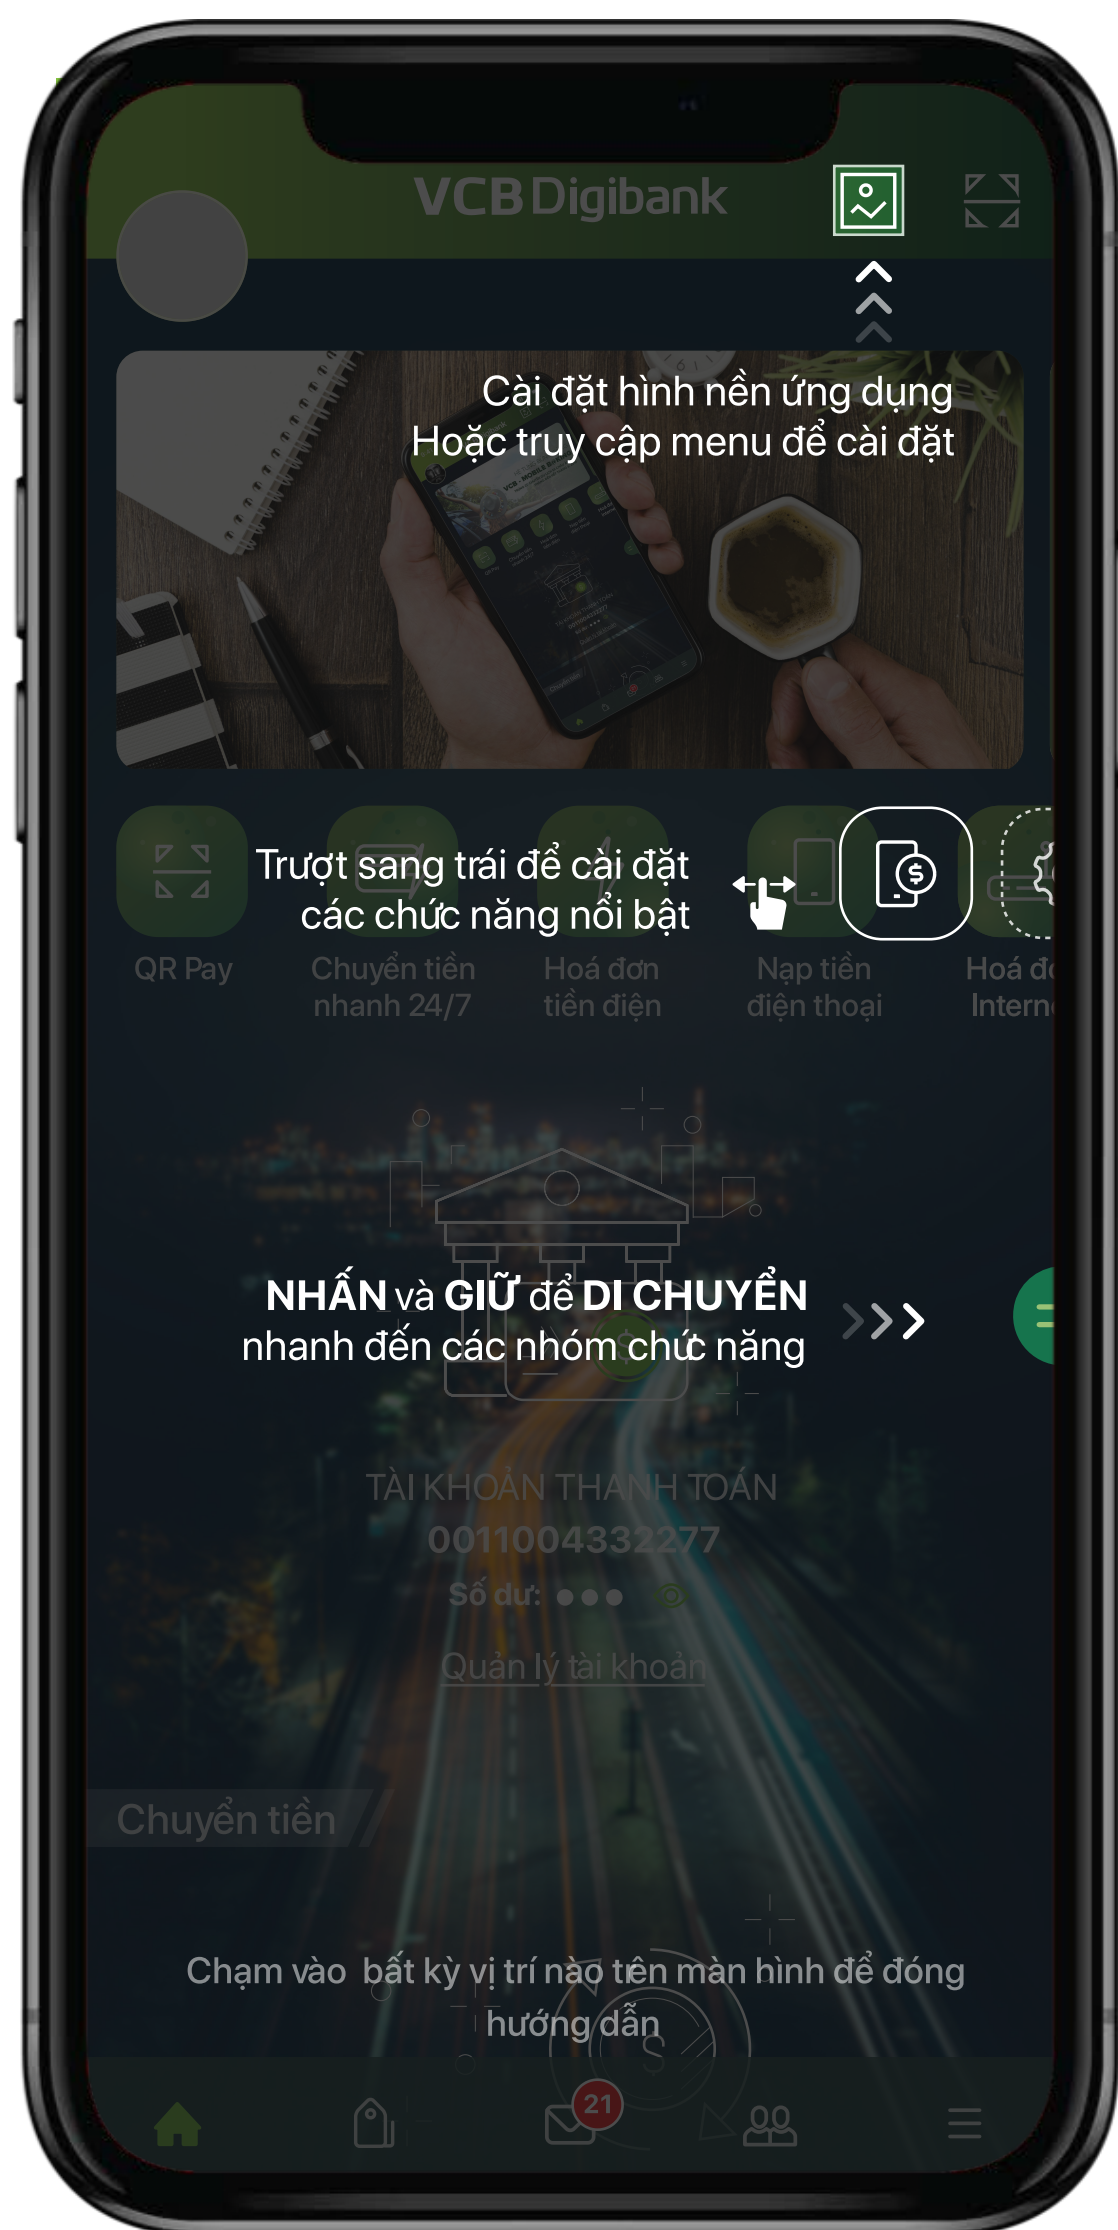 VCB Digibank
Cài đặt hình nền ứng dụng
Hoặc truy cập menu để cài đặt
Trượt sang trái để cài đặt
các chức năng nổi bật
QR Pay
Chuyển tiền
nhanh 24/7
Hoá đơn
tiền điện
Nạp tiền
điện thoại
Hoá đ
Intern
NHẤN và GIỮ để DI CHUYỂN
nhanh đến các nhóm chức năng
TÀI KHOẢN THANH TOÁN
0011004332277
Số dư:
Quản lý tài khoản
Chuyển tiền
Chạm vào bất kỳ vị trí nào trên màn hình để đóng
hướng dẫn
21